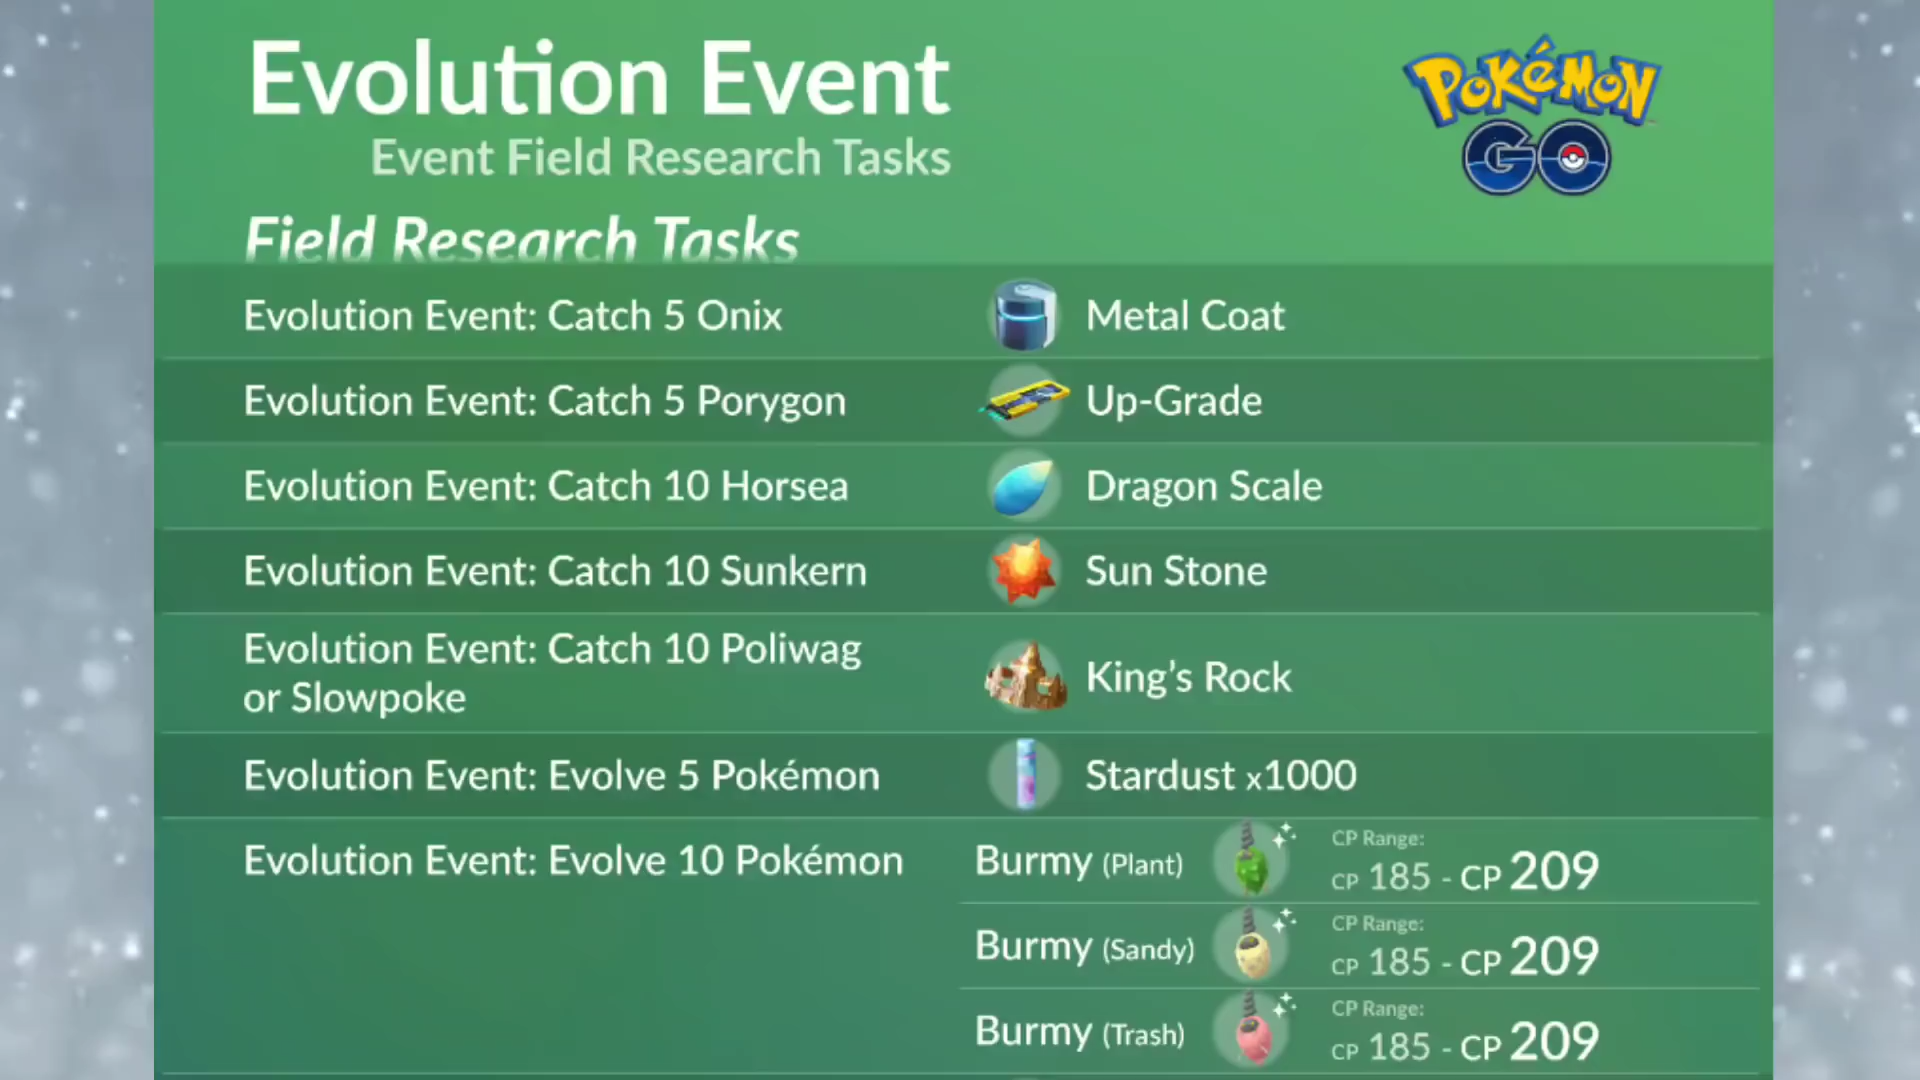 Evolution Event
Event Field Research Tasks
POKÉMON
GO
Field Research Tasks
Evolution Event: Catch 5 Onix
Metal Coat
Evolution Event: Catch 5 Porygon
Up-Grade
Evolution Event: Catch 10 Horsea
Dragon Scale
Evolution Event: Catch 10 Sunkern
Sun Stone
Evolution Event: Catch 10 Poliwag
or Slowpoke
King’s Rock
Evolution Event: Evolve 5 Pokémon
Stardust x1000
Evolution Event: Evolve 10 Pokémon
Burmy (Plant)
CP Range:
CP 185 - CP 209
Burmy (Sandy)
CP Range:
CP 185 - CP 209
Burmy (Trash)
CP Range:
CP 185 - CP 209